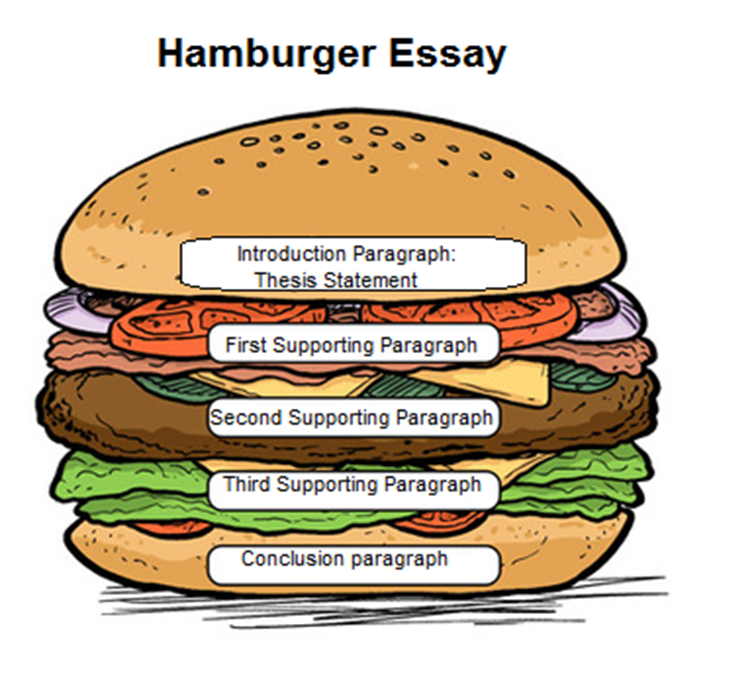 Hamburger Essay
Introduction Paragraph:
Thesis Statement
First Supporting Paragraph
Second Supporting Paragraph
Third Supporting Paragraph
Conclusion paragraph